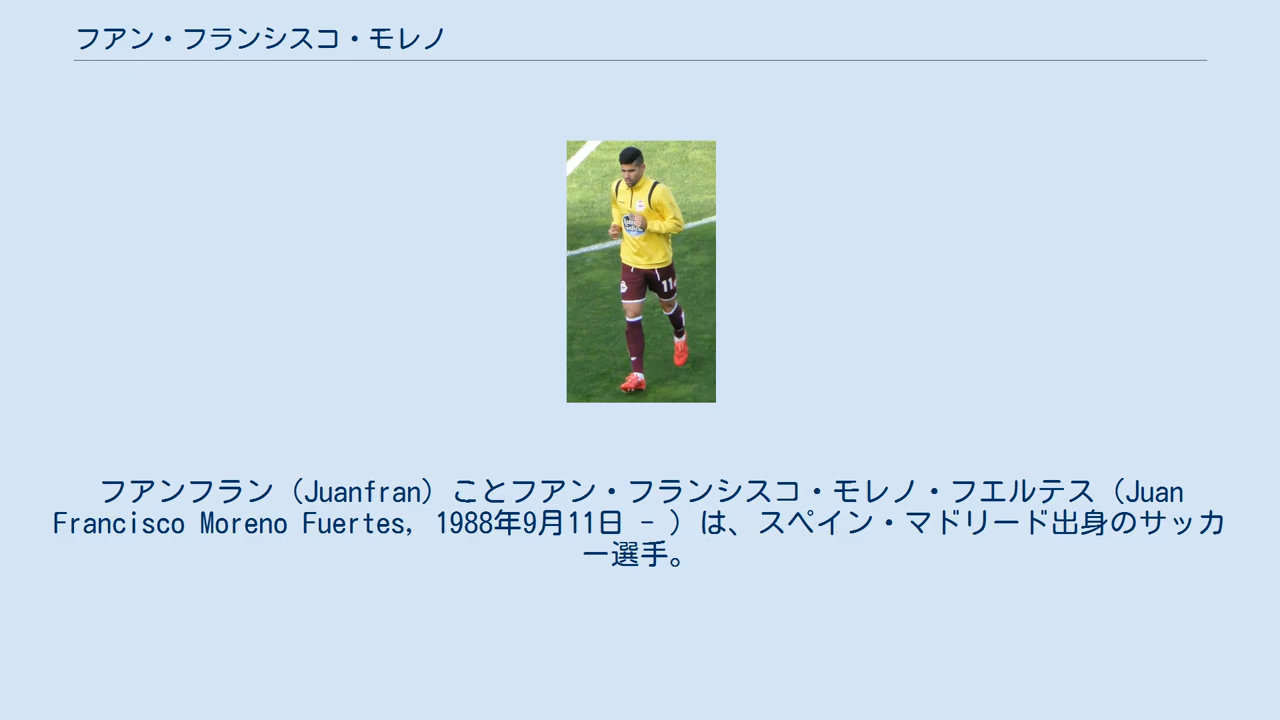 フアン・フランシスコ・モレノ
11
フアンフラン（Juanfran）ことフアン・フランシスコ・モレノ・フエルテス（Juan
Francisco Moreno Fuertes, 1988年9月11日 - ）は、スペイン・マドリード出身のサッカ
ー選手。